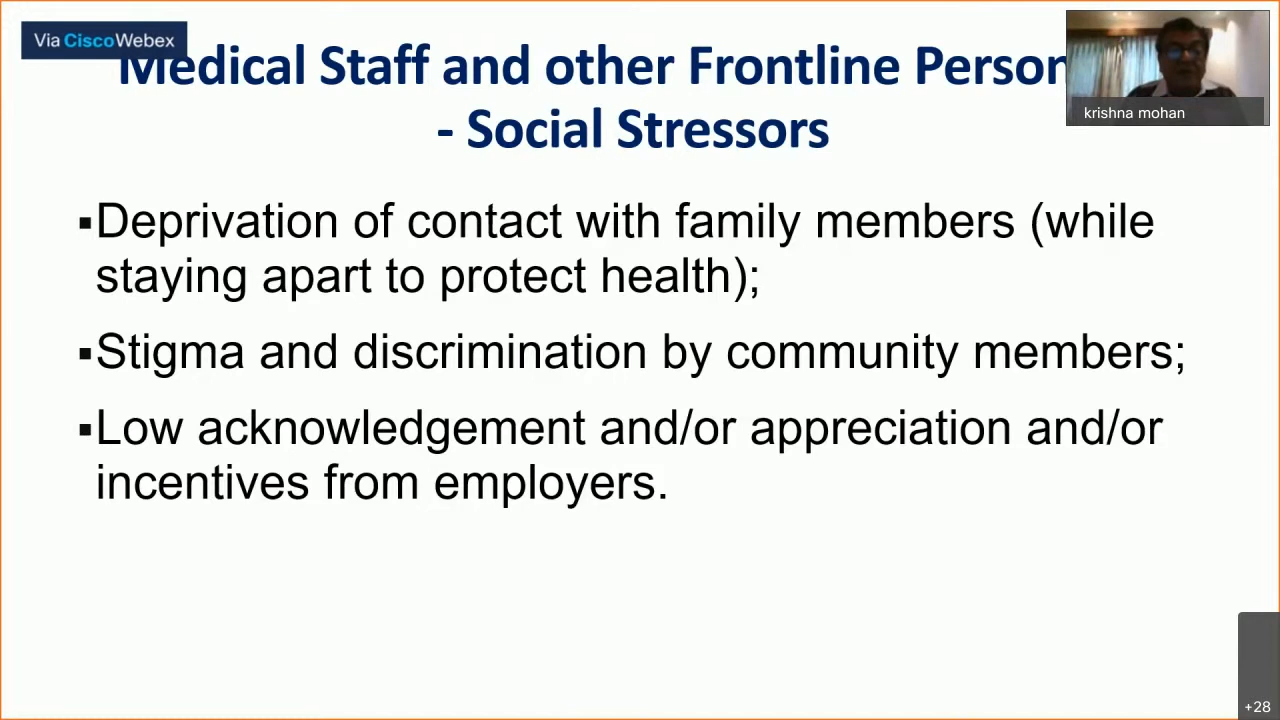 Via CiscoWebex
Medical Staff and other Frontline Person
- Social Stressors
krishna mohan
▪Deprivation of contact with family members (while
staying apart to protect health);
▪Stigma and discrimination by community members;
▪Low acknowledgement and/or appreciation and/or
incentives from employers.
+28